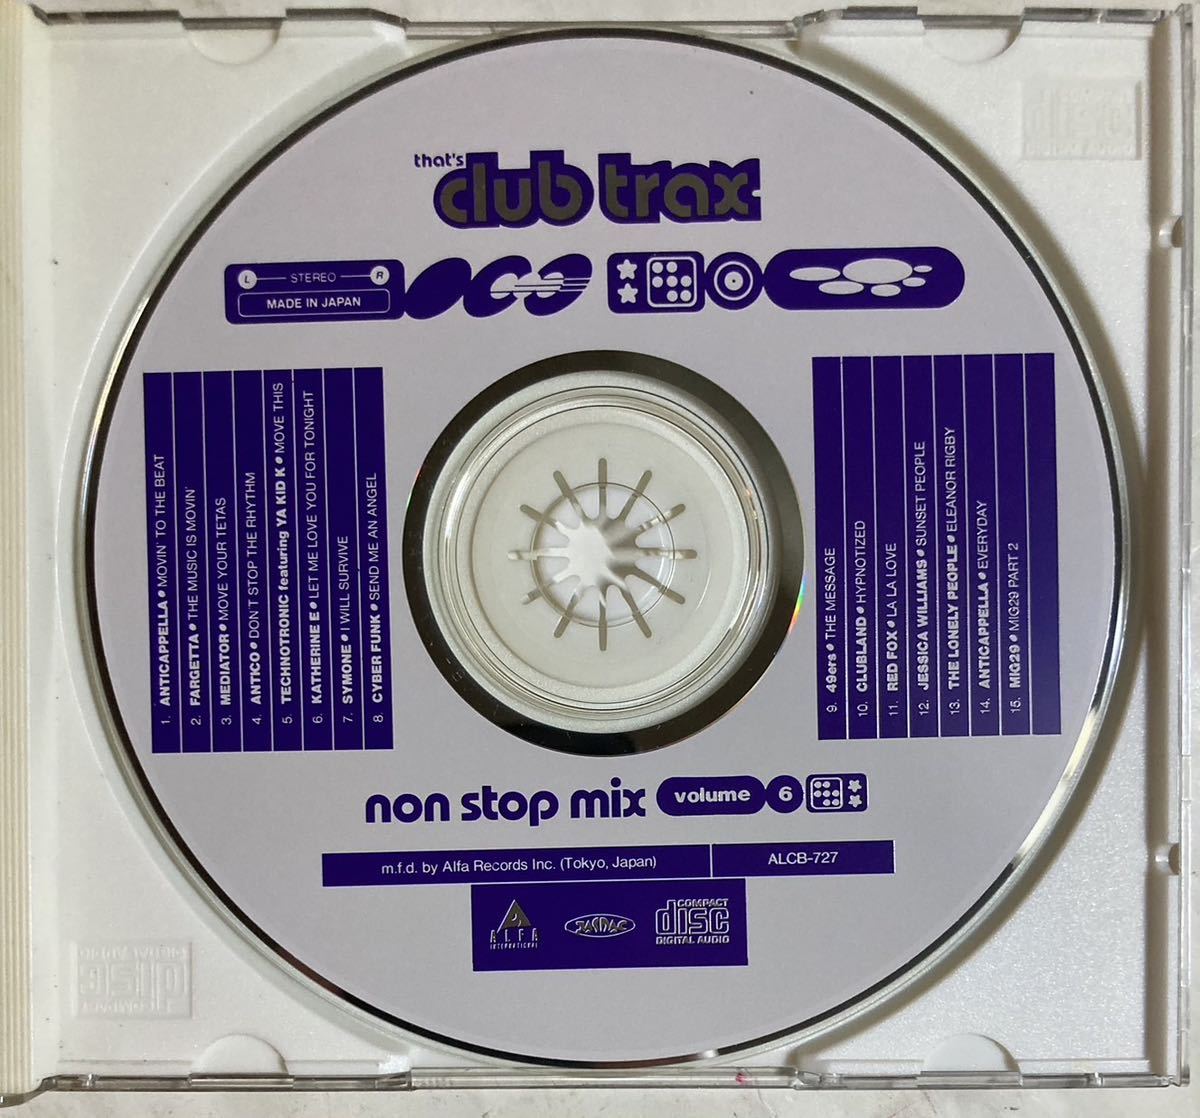 that's
club trax
L STEREO R
MADE IN JAPAN
1. ANTICAPPELLA • MOVIN' TO THE BEAT
2. FARGETTA • THE MUSIC IS MOVIN'
3. MEDIATOR • MOVE YOUR TETAS
4. ANTICO • DON'T STOP THE RHYTHM
5. TECHNOTRONIC featuring YA KID K • MOVE THIS
6. KATHERINE E • LET ME LOVE YOU FOR TONIGHT
7. SYMONE • I WILL SURVIVE
8. CYBER FUNK • SEND ME AN ANGEL
9. 49ers • THE MESSAGE
10. CLUBLAND • HYPNOTIZED
11. RED FOX • LA LA LOVE
12. JESSICA WILLIAMS • SUNSET PEOPLE
13. THE LONELY PEOPLE • ELEANOR RIGBY
14. ANTICAPPELLA • EVERYDAY
15. MIG29 • MIG29 PART 2
non stop mix volume 6
m.f.d. by Alfa Records Inc. (Tokyo, Japan) ALCB-727
ALFA
INTERNATIONAL
COMPACT
disc
DIGITAL AUDIO
COMPACT
disc
DIGITAL AUDIO